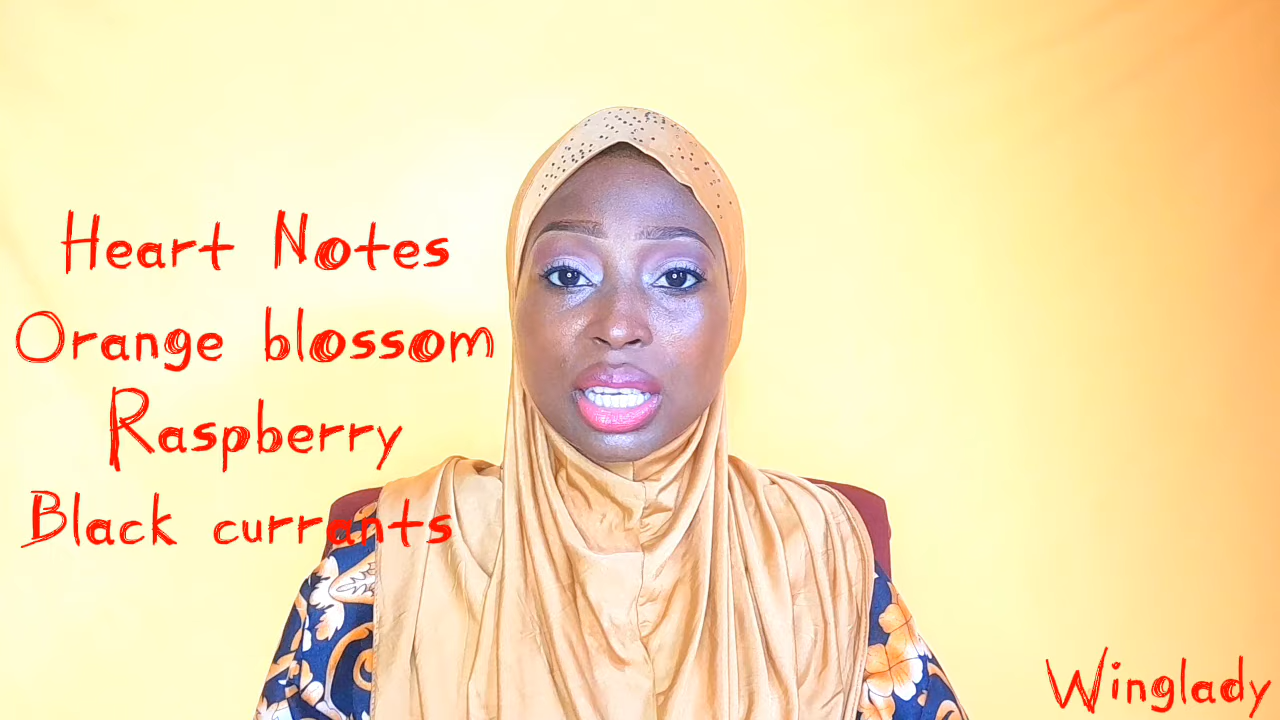 Heart Notes
Orange blossom
Raspberry
Black currants
Winglady